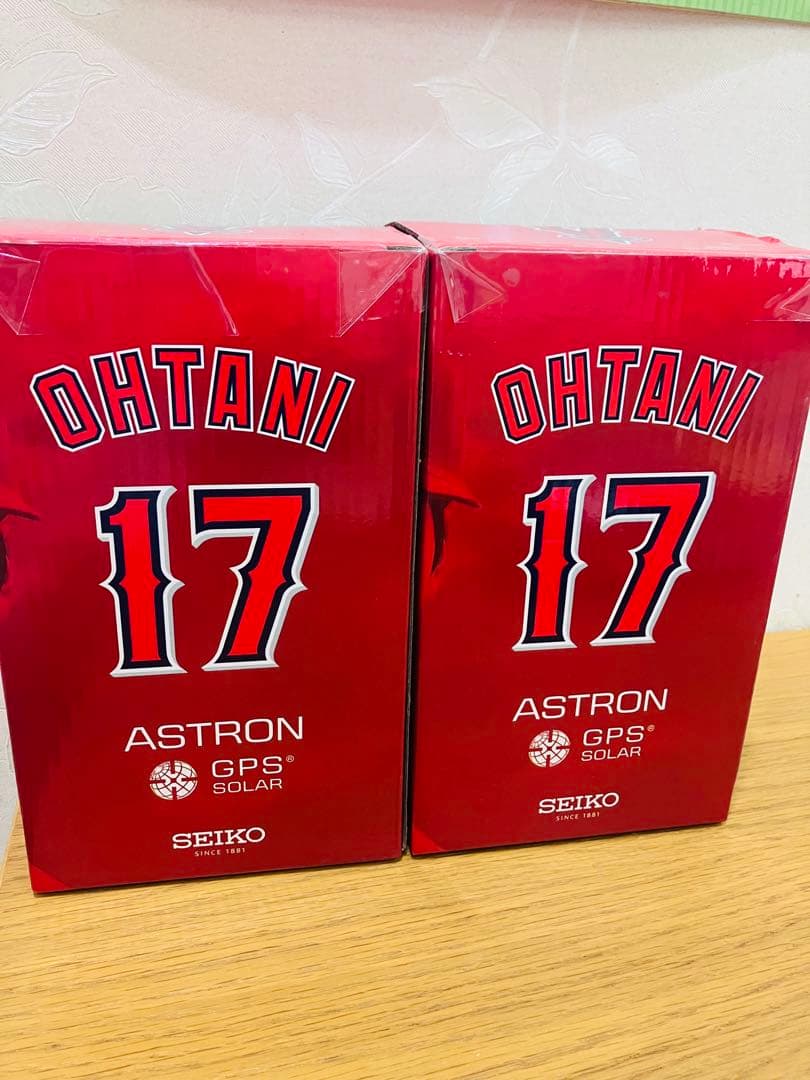 OHTANI
17
ASTRON
GPS®
SOLAR
SEIKO
SINCE 1881
OHTANI
17
ASTRON
GPS®
SOLAR
SEIKO
SINCE 1881